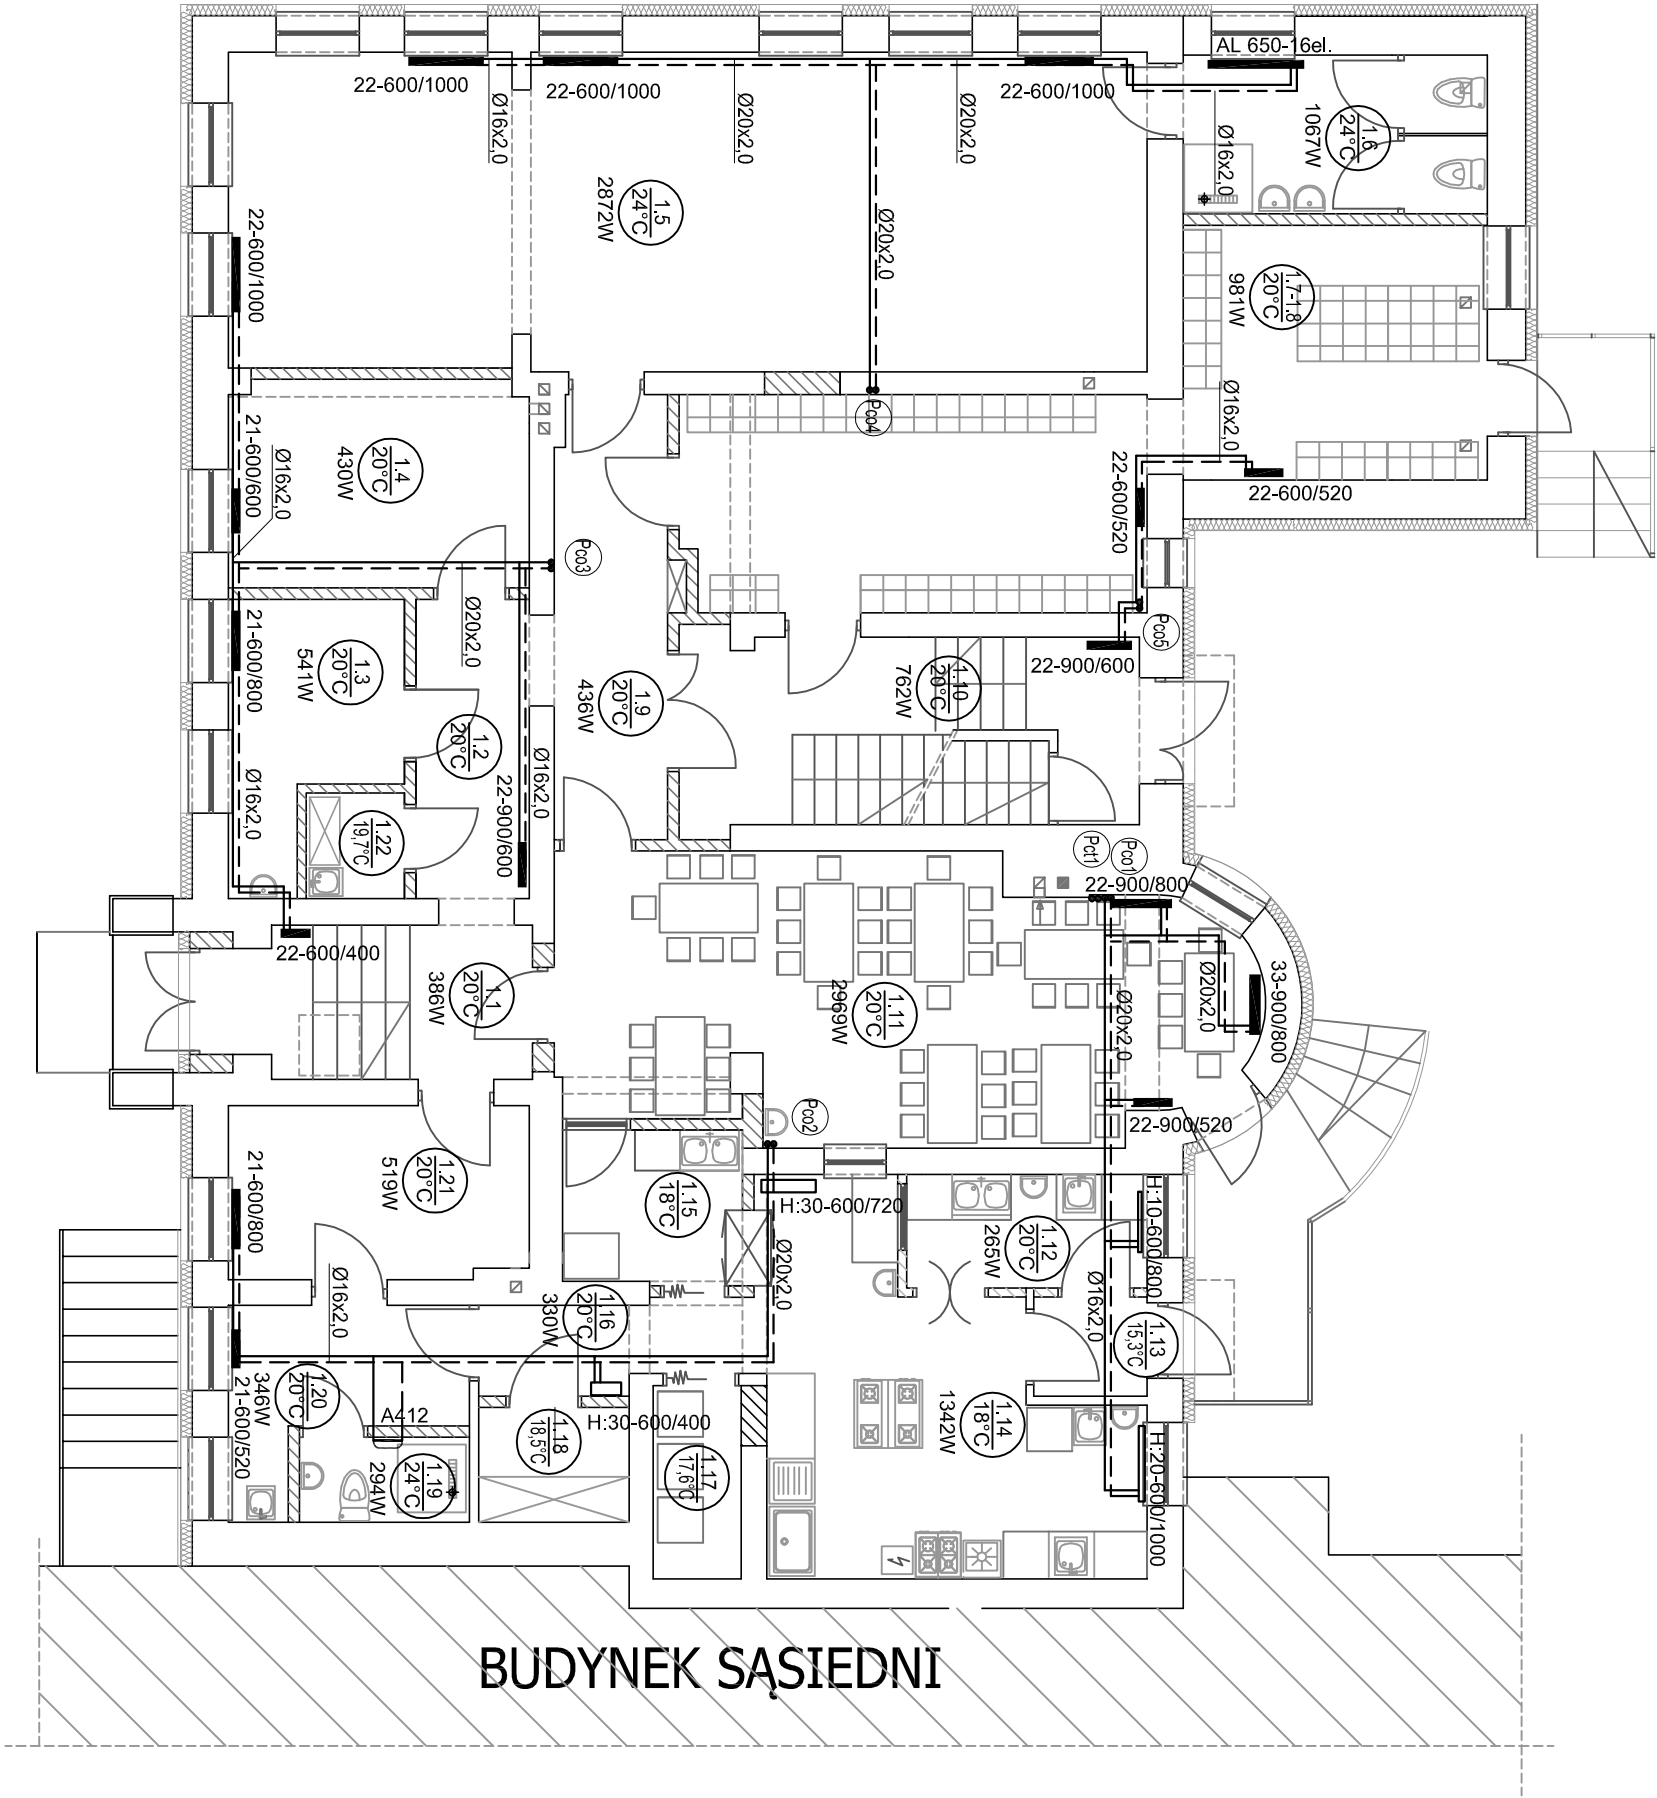 AL 650-16el.
22-600/1000
22-600/1000
22-600/1000
Ø16x2,0
Ø20x2,0
Ø20x2,0
Ø16x2,0
1.6
24°C
1067W
1.5
24°C
2872W
Ø20x2,0
22-600/1000
1.7-1.8
20°C
981W
Pco4
Ø16x2,0
21-600/600
Ø16x2,0
1.4
20°C
430W
22-600/520
22-600/520
Pco3
21-600/800
Ø20x2,0
1.3
20°C
541W
1.9
20°C
436W
Pco5
22-900/600
1.10
20°C
762W
1.2
20°C
Ø16x2,0
Ø16x2,0
22-900/600
1.22
19,7°C
Pct1
Pco1
22-900/800
22-600/400
1.1
20°C
386W
1.11
20°C
2969W
Ø20x2,0
Ø20x2,0
33-900/800
Pco2
22-900/520
21-600/800
1.21
20°C
519W
1.15
18°C
H:30-600/720
1.12
20°C
265W
H:10-600/800
Ø20x2,0
Ø16x2,0
1.16
20°C
330W
Ø16x2,0
1.13
15,3°C
21-600/520
346W
1.20
20°C
A412
H:30-600/400
1.18
18,5°C
1.14
18°C
1342W
1.19
24°C
294W
1.17
17,6°C
H:20-600/1000
BUDYNEK SĄSIEDNI